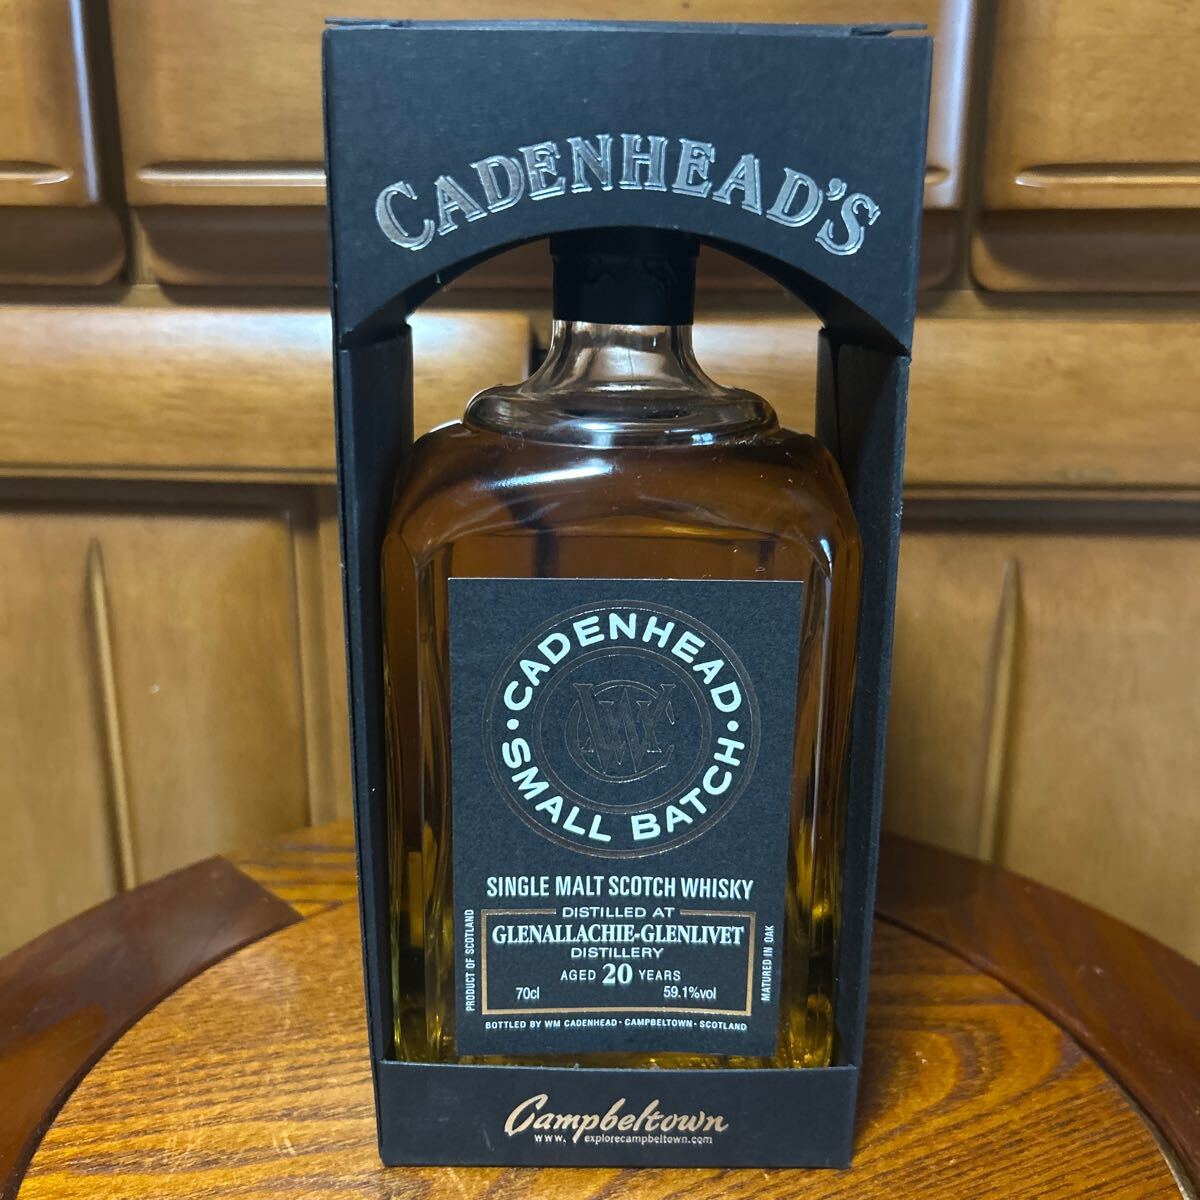 CADENHEAD'S
CADENHEAD
WC
SMALL BATCH
SINGLE MALT SCOTCH WHISKY
DISTILLED AT
GLENALLACHIE-GLENLIVET
DISTILLERY
AGED 20 YEARS
70cl 59.1%vol
PRODUCT OF SCOTLAND
MATURED IN OAK
BOTTLED BY WM CADENHEAD · CAMPBELTOWN · SCOTLAND
Campbeltown
www. explorecampbeltown.com